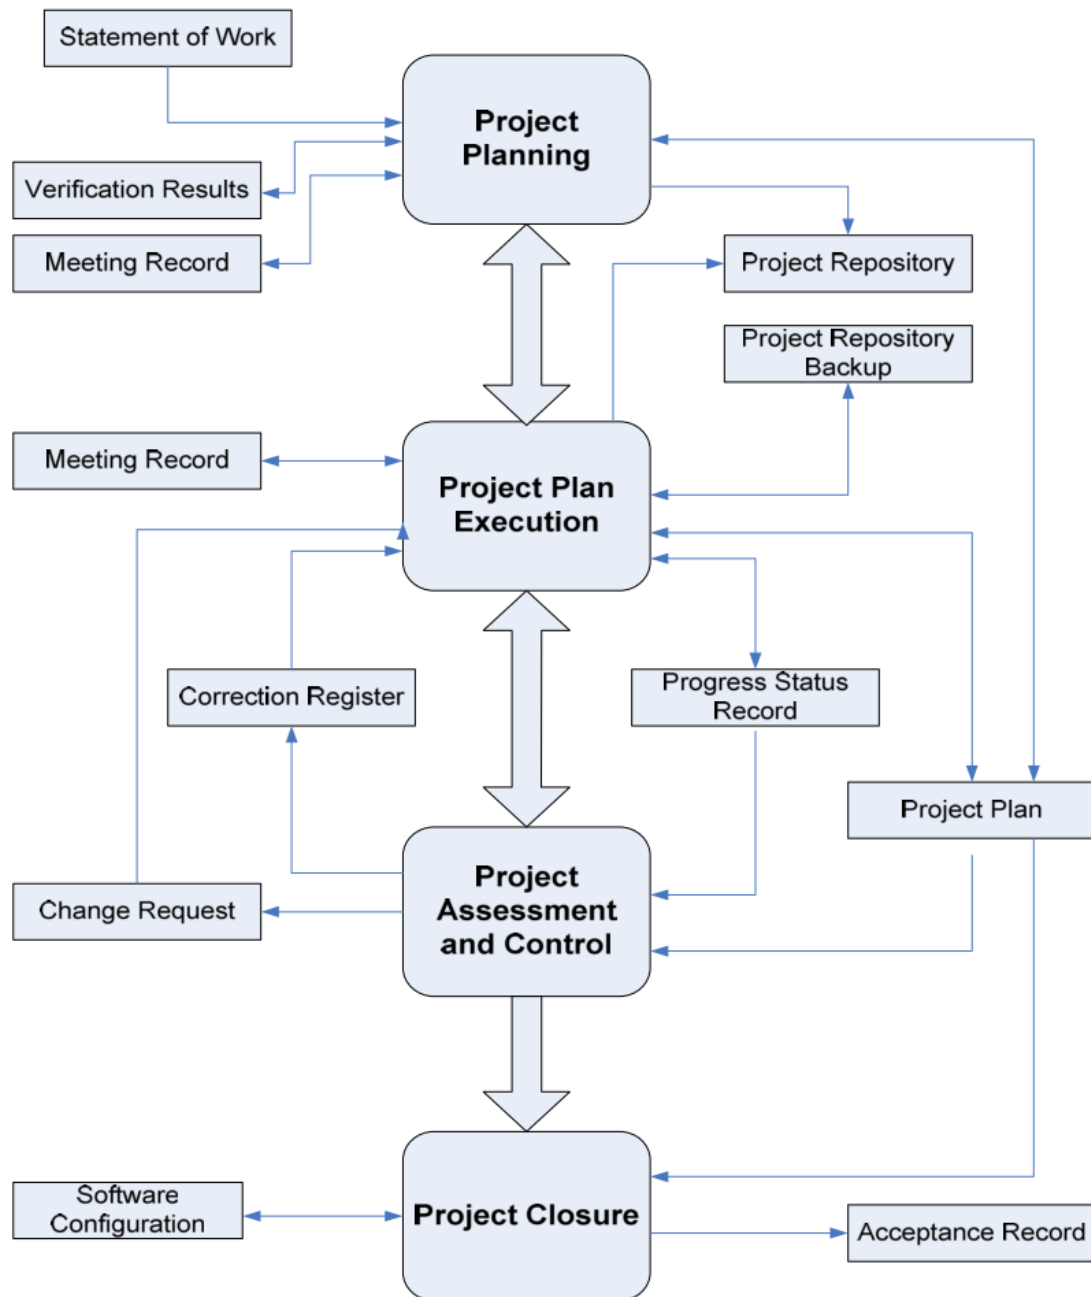 Statement of Work
Project
Planning
Verification Results
Meeting Record
Project Repository
Project Repository
Backup
Meeting Record
Project Plan
Execution
Correction Register
Progress Status
Record
Project Plan
Project
Assessment
and Control
Change Request
Software
Configuration
Project Closure
Acceptance Record